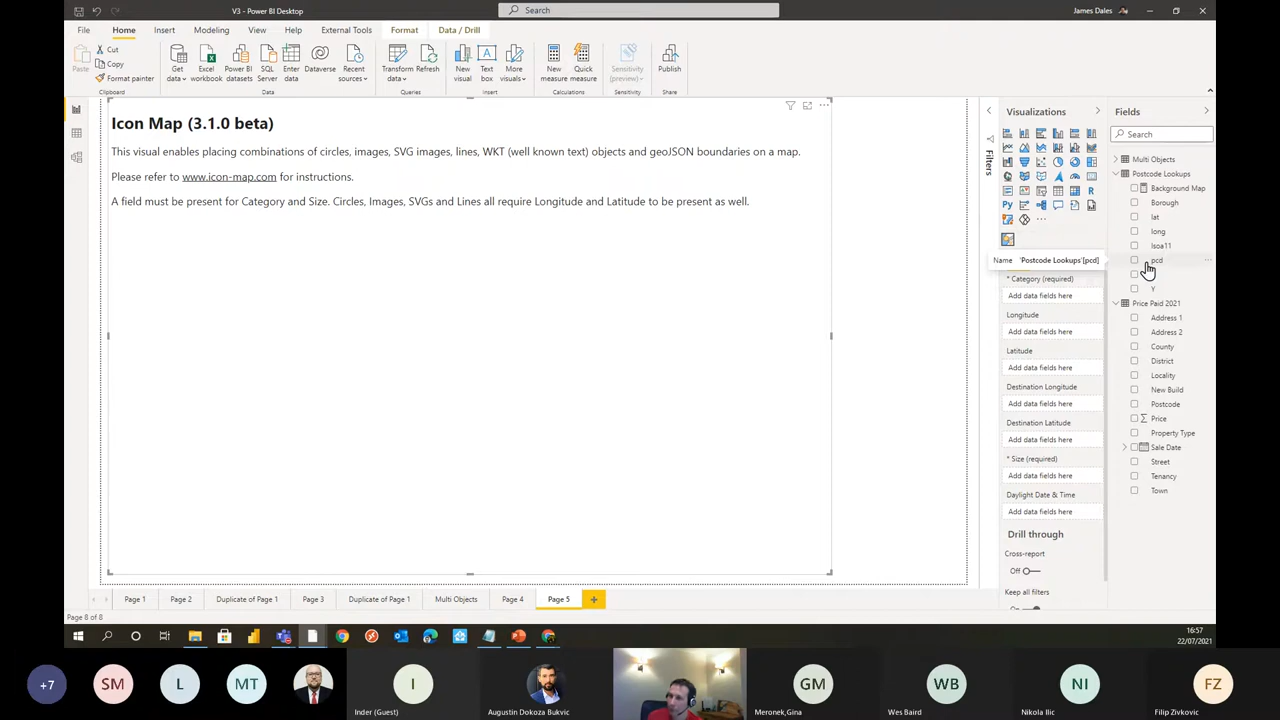 V3 - Power BI Desktop
Search
James Dales
File
Home
Insert
Modeling
View
Help
External Tools
Format
Data / Drill
Paste
Cut
Copy
Format painter
Clipboard
Get data
Excel workbook
Power BI datasets
SQL Server
Enter data
Dataverse
Recent sources
Data
Transform data
Refresh
Queries
New visual
Text box
More visuals
Insert
New measure
Quick measure
Calculations
Sensitivity (preview)
Sensitivity
Publish
Share
Icon Map (3.1.0 beta)
This visual enables placing combinations of circles, images, SVG images, lines, WKT (well known text) objects and geoJSON boundaries on a map.
Please refer to www.icon-map.com for instructions.
A field must be present for Category and Size. Circles, Images, SVGs and Lines all require Longitude and Latitude to be present as well.
Filters
Visualizations
Name 'Postcode Lookups'[pcd]
* Category (required)
Add data fields here
Longitude
Add data fields here
Latitude
Add data fields here
Destination Longitude
Add data fields here
Destination Latitude
Add data fields here
* Size (required)
Add data fields here
Daylight Date & Time
Add data fields here
Drill through
Cross-report
Off
Keep all filters
Fields
Search
Multi Objects
Postcode Lookups
Background Map
Borough
lat
long
lsoa11
pcd
Y
Price Paid 2021
Address 1
Address 2
County
District
Locality
New Build
Postcode
Price
Property Type
Sale Date
Street
Tenancy
Town
Page 1
Page 2
Duplicate of Page 1
Page 3
Duplicate of Page 1
Multi Objects
Page 4
Page 5
Page 8 of 8
16:57
22/07/2021
+7
SM
L
MT
I
Inder (Guest)
Augustin Dokoza Bukvic
GM
Meronek,Gina
WB
Wes Baird
NI
Nikola Ilic
FZ
Filip Zivkovic